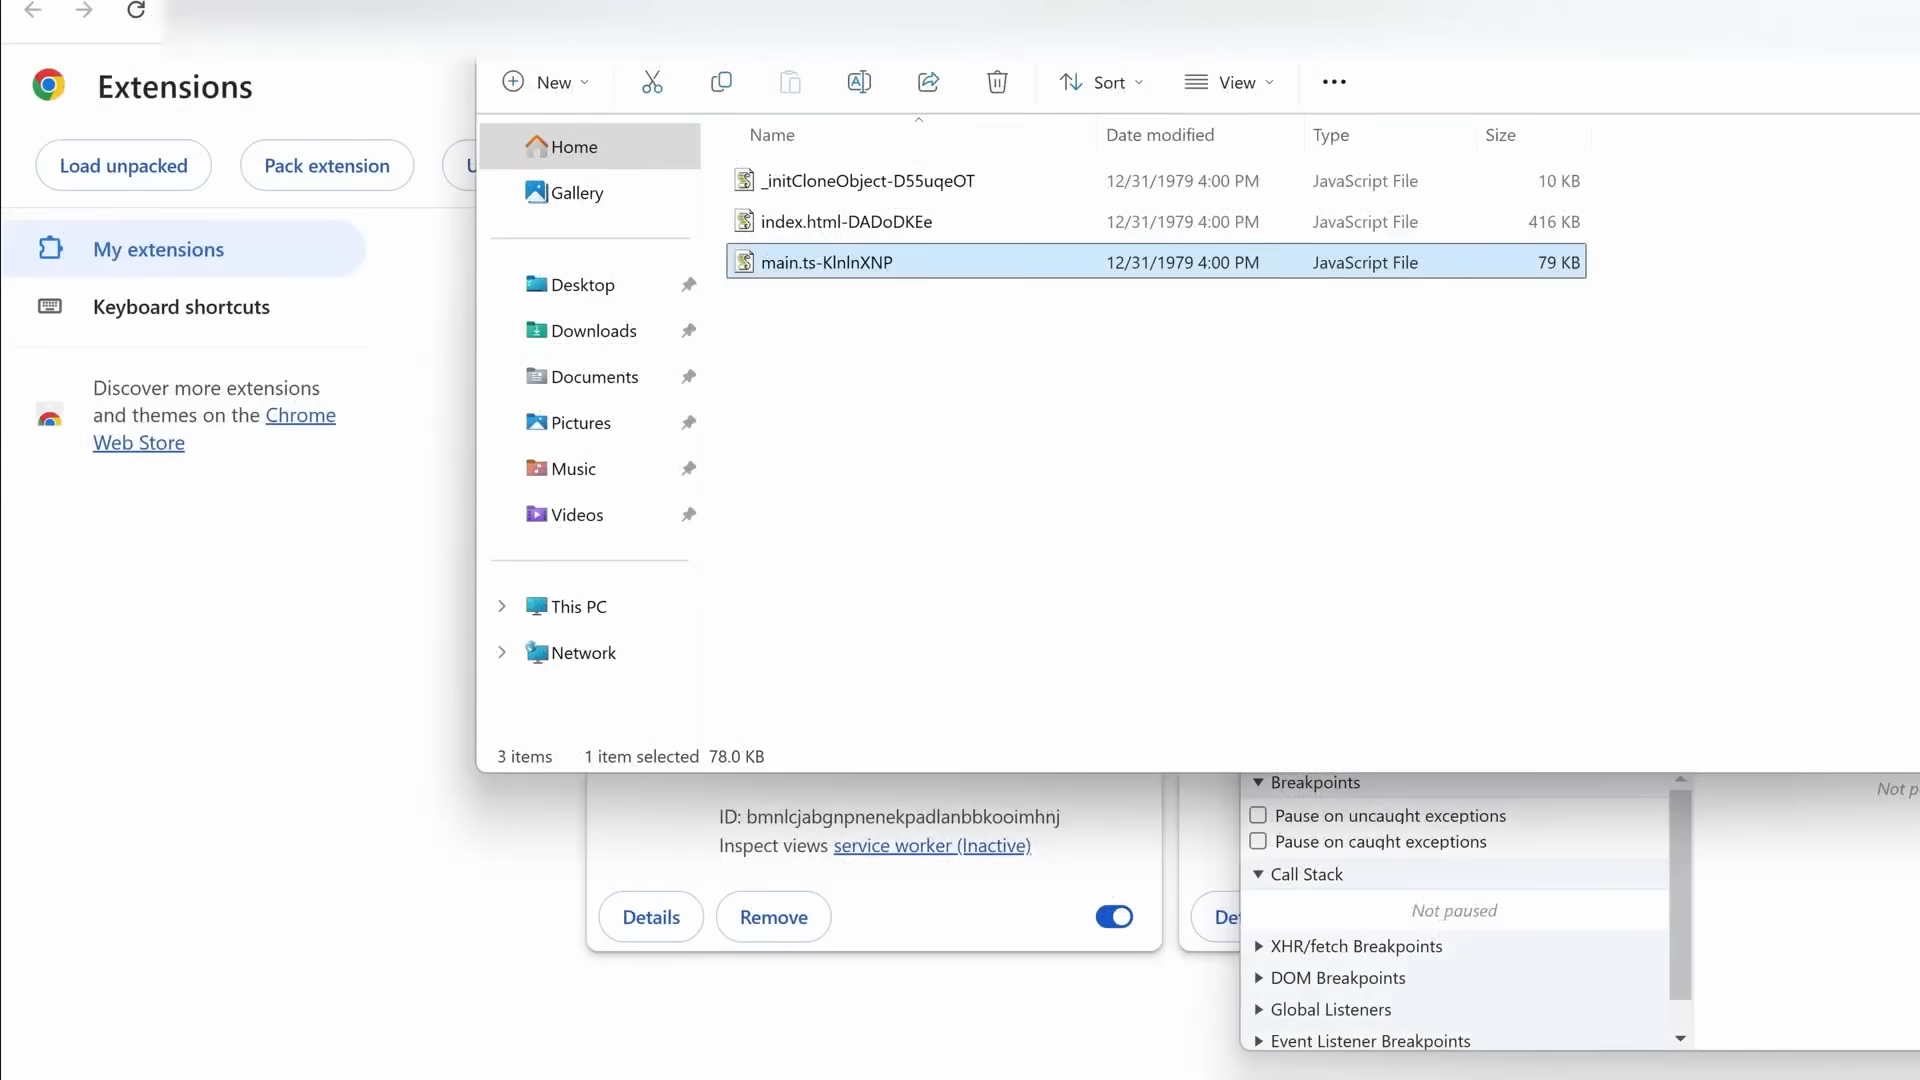 Extensions
Load unpacked
Pack extension
My extensions
Keyboard shortcuts
Discover more extensions
and themes on the Chrome
Web Store
New
Sort
View
Home
Gallery
Desktop
Downloads
Documents
Pictures
Music
Videos
This PC
Network
Name Date modified Type Size
_initCloneObject-D55uqeOT 12/31/1979 4:00 PM JavaScript File 10 KB
index.html-DADoDKEe 12/31/1979 4:00 PM JavaScript File 416 KB
main.ts-KlnlnXNP 12/31/1979 4:00 PM JavaScript File 79 KB
3 items 1 item selected 78.0 KB
ID: bmnlcjabgnpnenekpadlanbbkooimhnj
Inspect views service worker (Inactive)
Details
Remove
De
Breakpoints
Pause on uncaught exceptions
Pause on caught exceptions
Call Stack
Not paused
XHR/fetch Breakpoints
DOM Breakpoints
Global Listeners
Event Listener Breakpoints
Not p